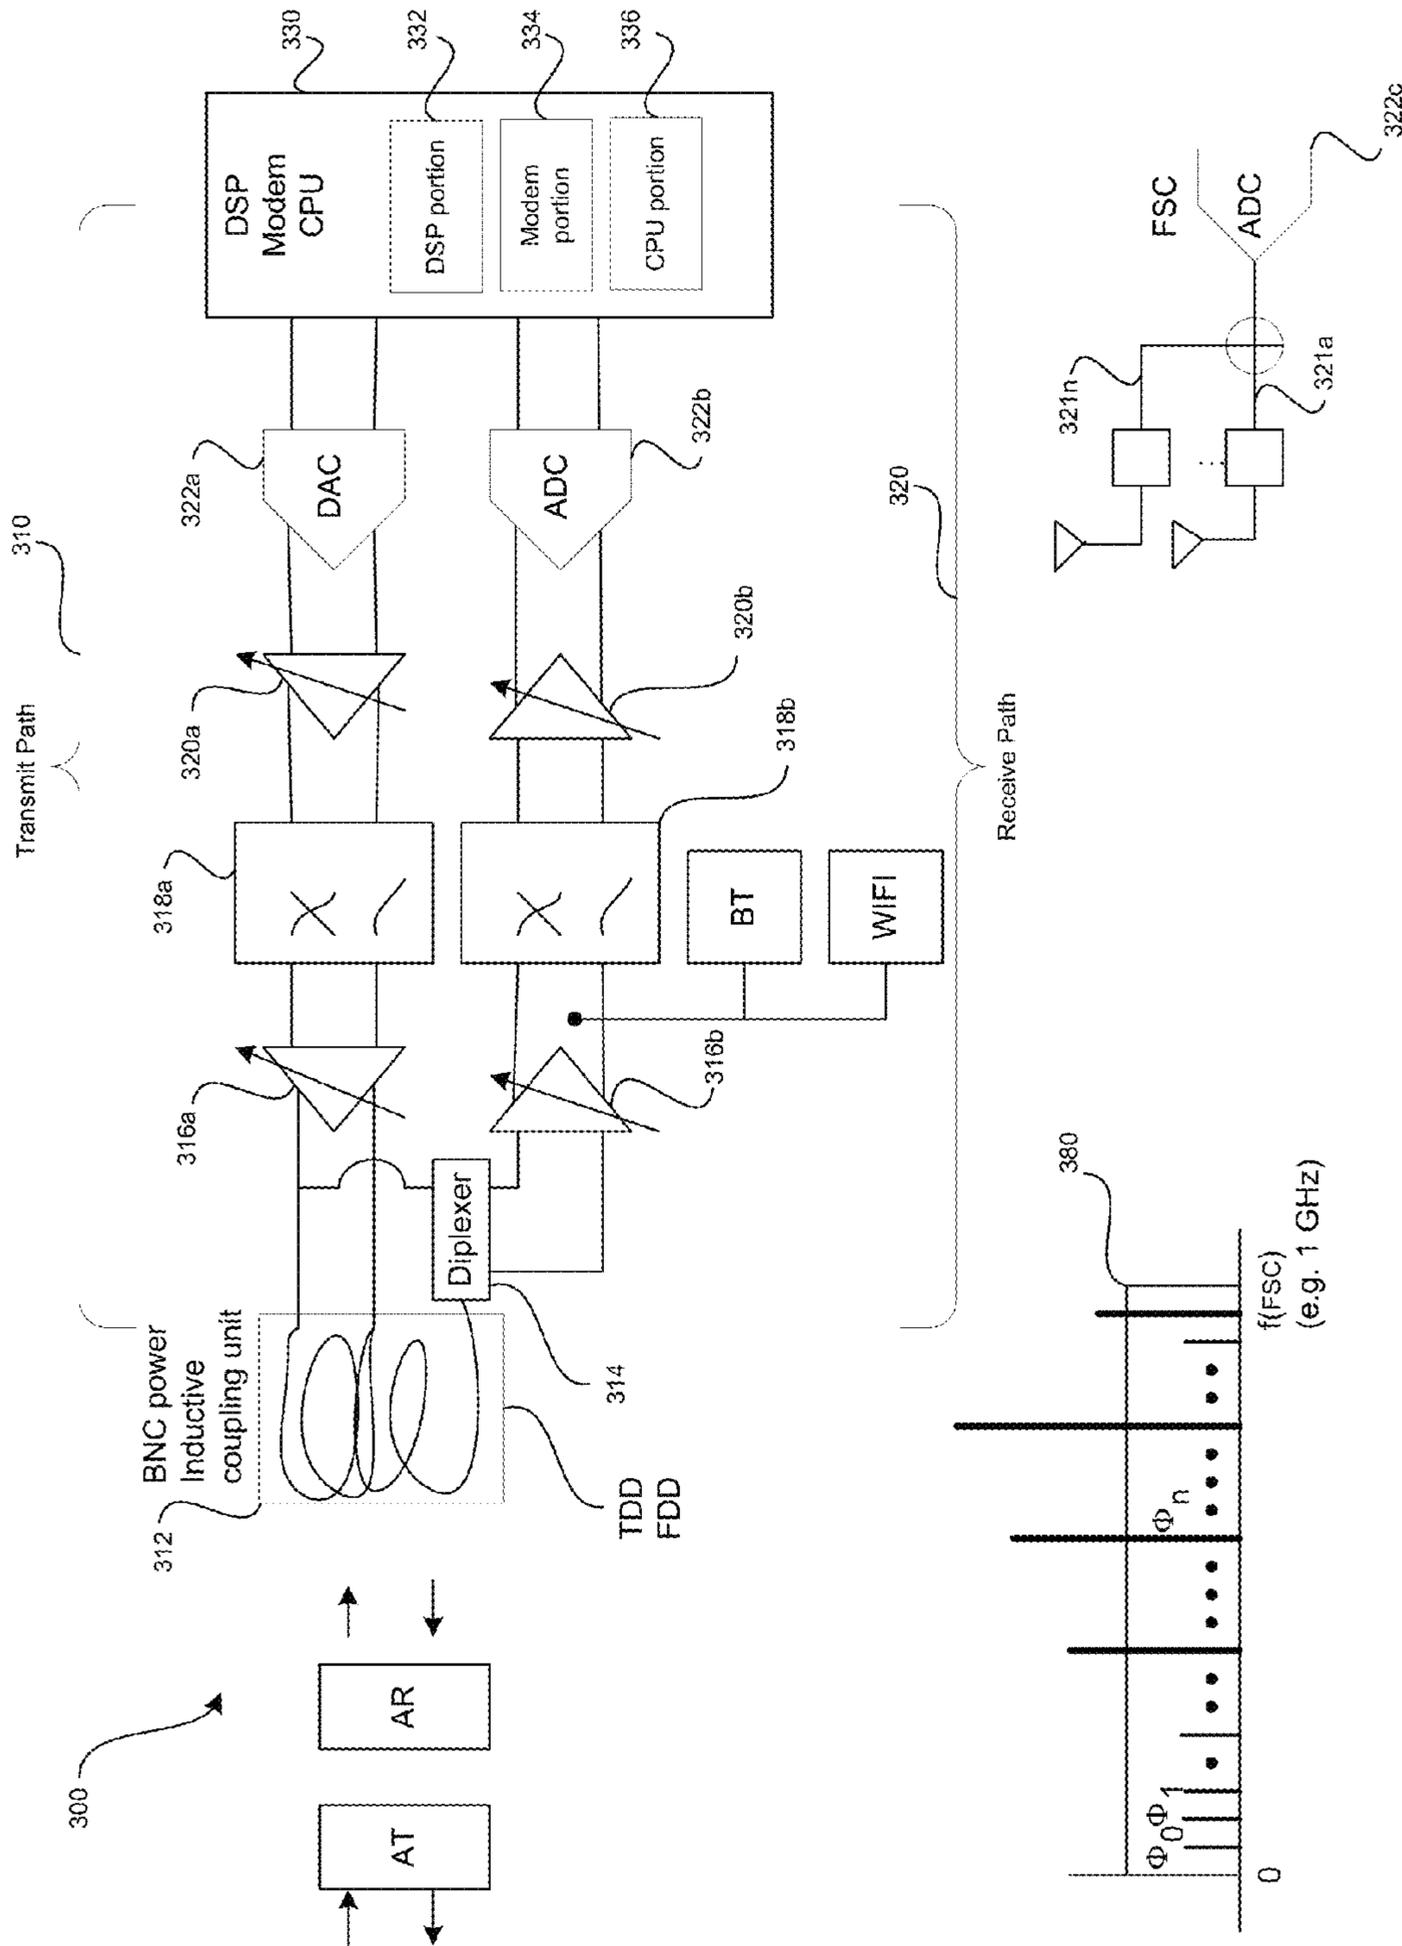 300
310
Transmit Path
BNC power
Inductive
coupling unit
312
316a
318a
320a
322a
DAC
330
332
334
336
DSP
Modem
CPU
DSP portion
Modem
portion
CPU portion
AT
AR
TDD
FDD
314
Diplexer
316b
318b
320b
322b
ADC
BT
WIFI
320
Receive Path
380
Φ0
Φ1
Φn
0
f(FSC)
(e.g. 1 GHz)
321n
321a
FSC
ADC
322c